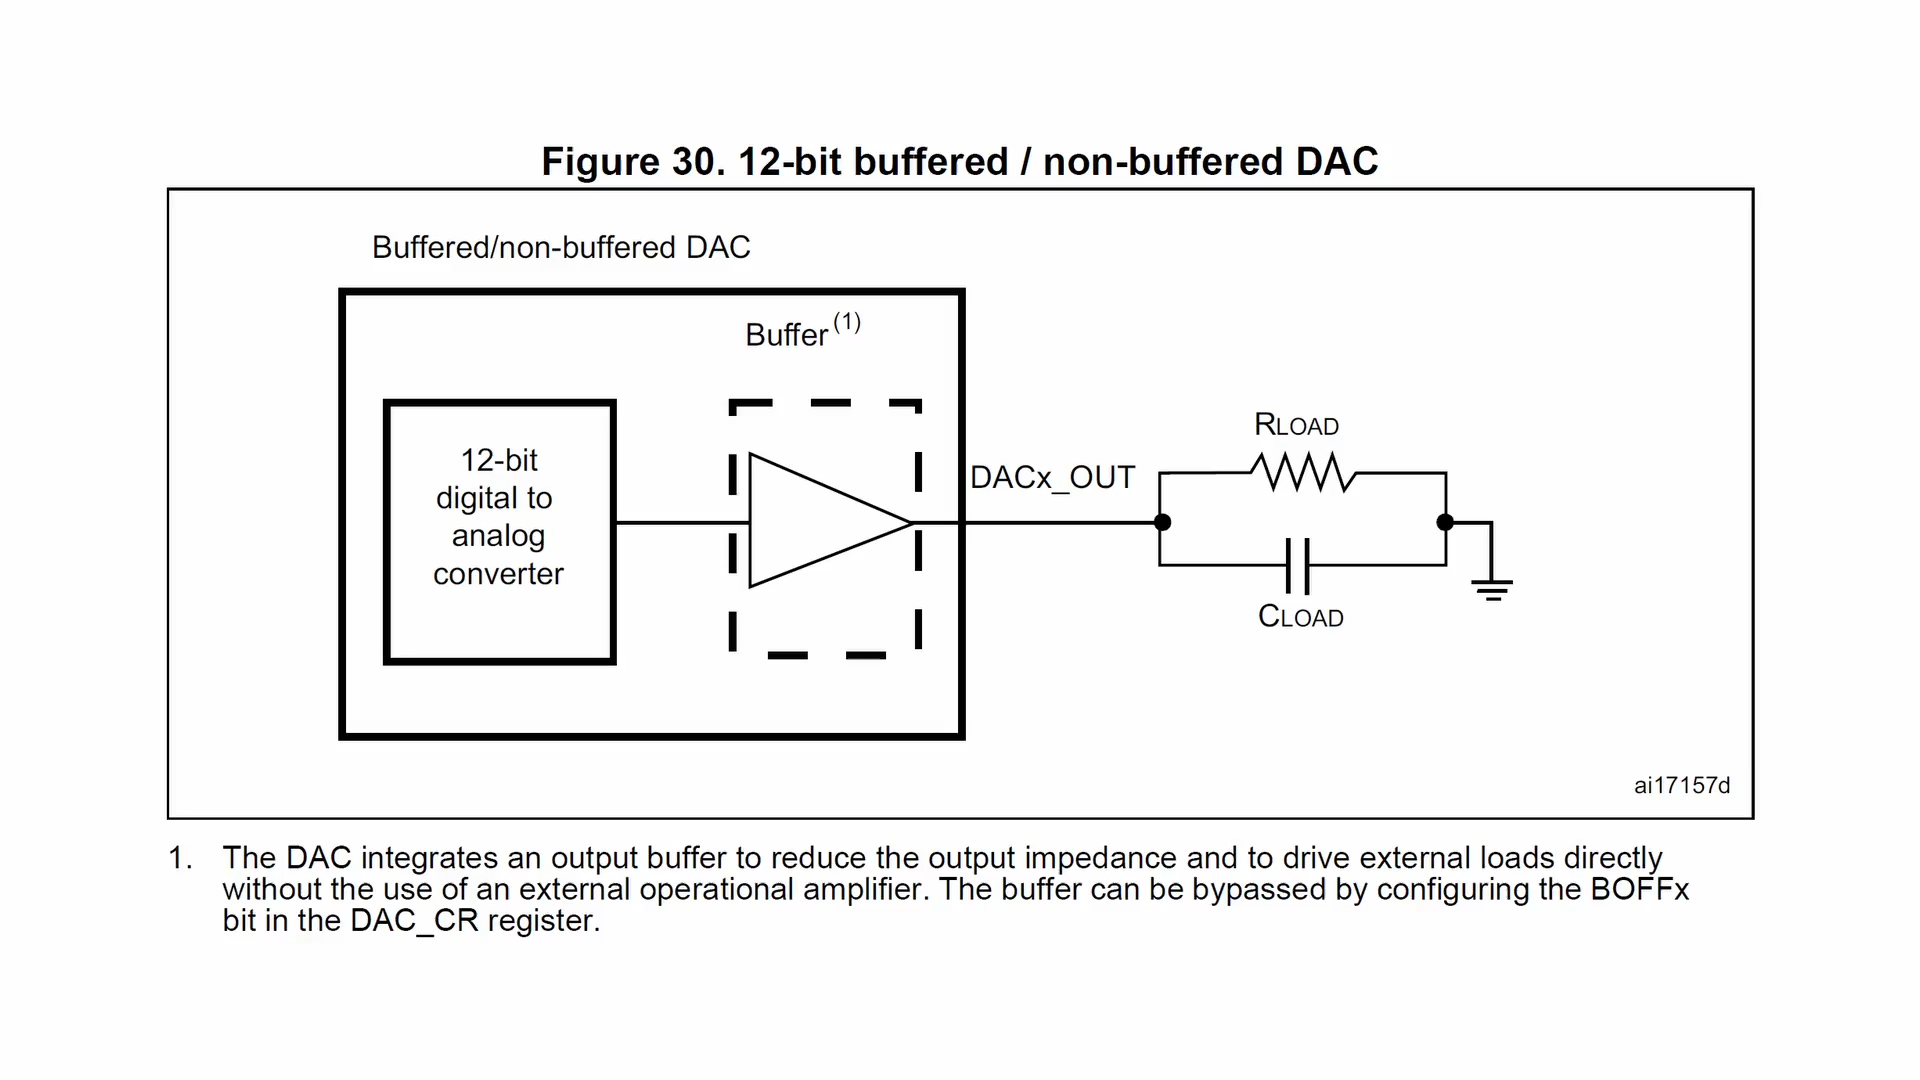 Figure 30. 12-bit buffered / non-buffered DAC
Buffered/non-buffered DAC
Buffer(1)
12-bit
digital to
analog
converter
DACx_OUT
RLOAD
CLOAD
ai17157d
1. The DAC integrates an output buffer to reduce the output impedance and to drive external loads directly
without the use of an external operational amplifier. The buffer can be bypassed by configuring the BOFFx
bit in the DAC_CR register.